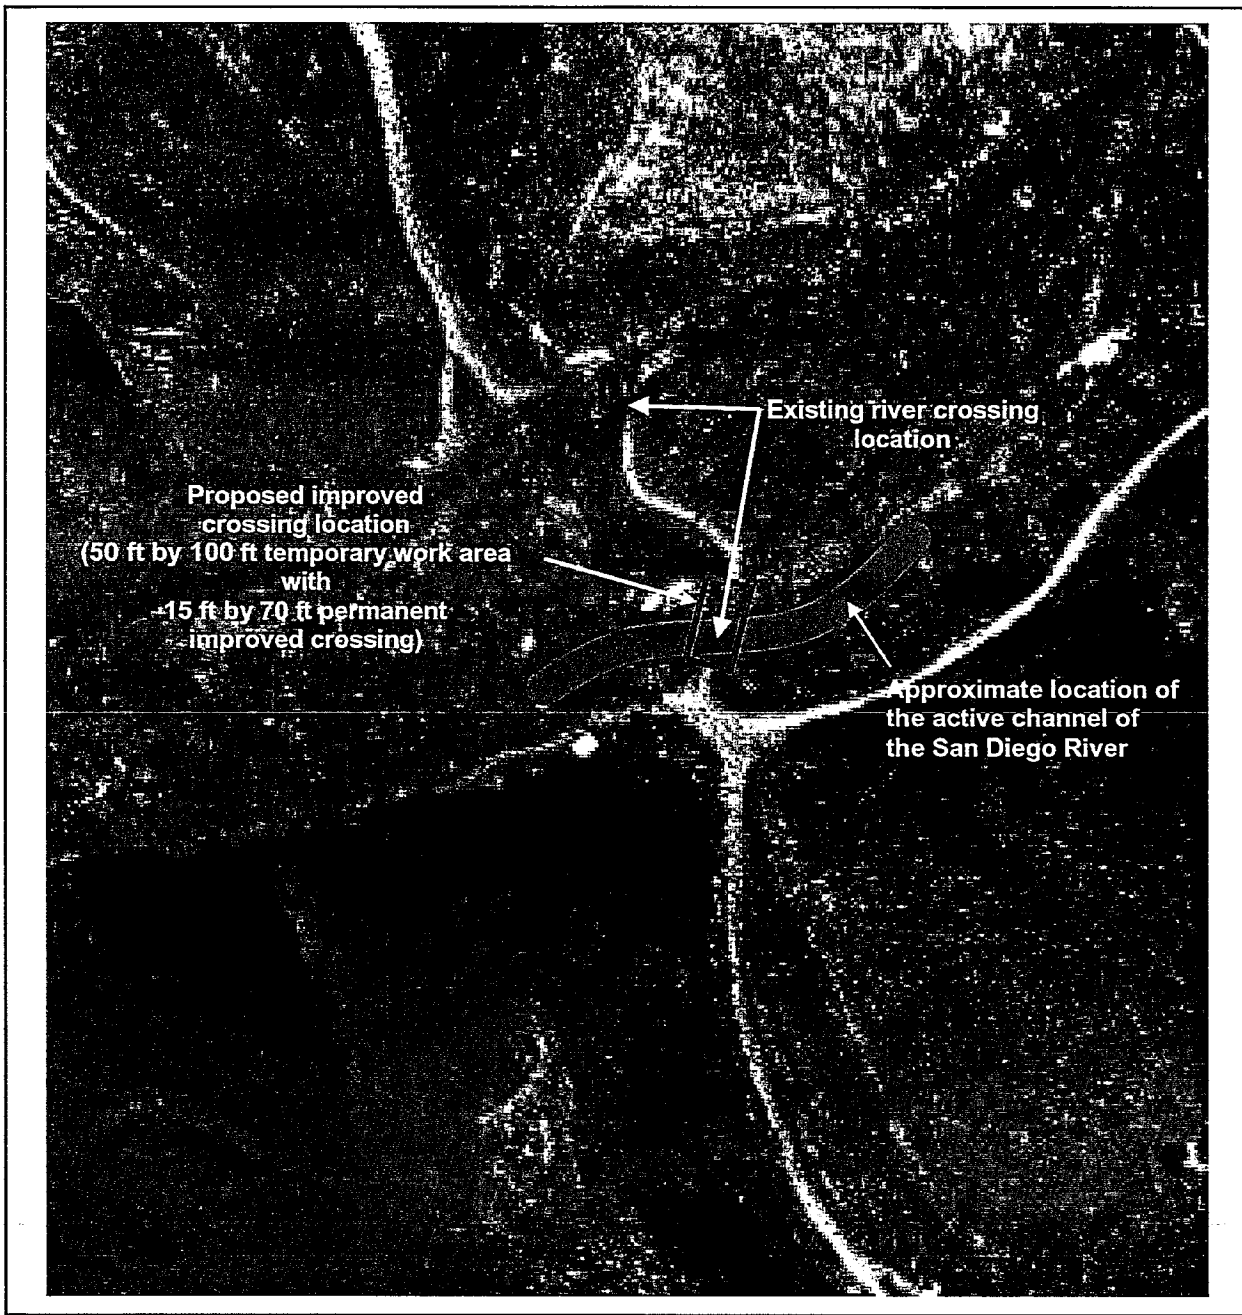 Existing river crossing
location
Proposed improved
crossing location
(50 ft by 100 ft temporary work area
with
-15 ft by 70 ft permanent
improved crossing)
Approximate location of
the active channel of
the San Diego River